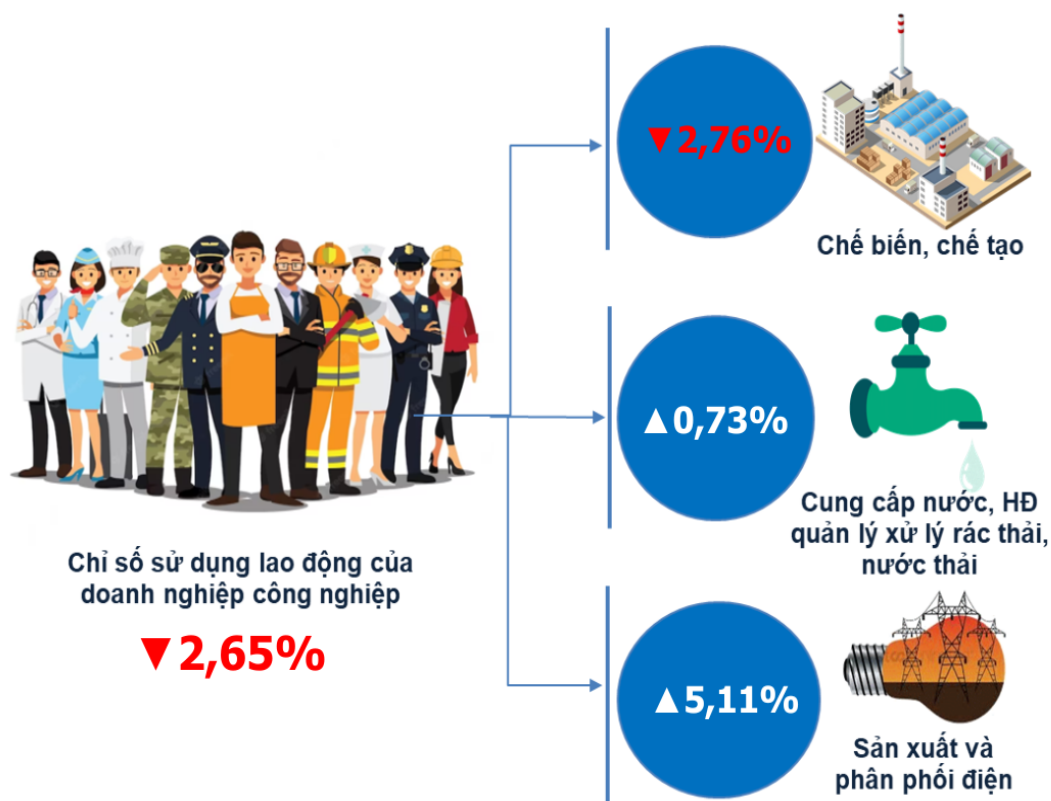 Chỉ số sử dụng lao động của
doanh nghiệp công nghiệp
▼2,65%
▼2,76%
Chế biến, chế tạo
▲0,73%
Cung cấp nước, HĐ
quản lý xử lý rác thải,
nước thải
▲5,11%
Sản xuất và
phân phối điện